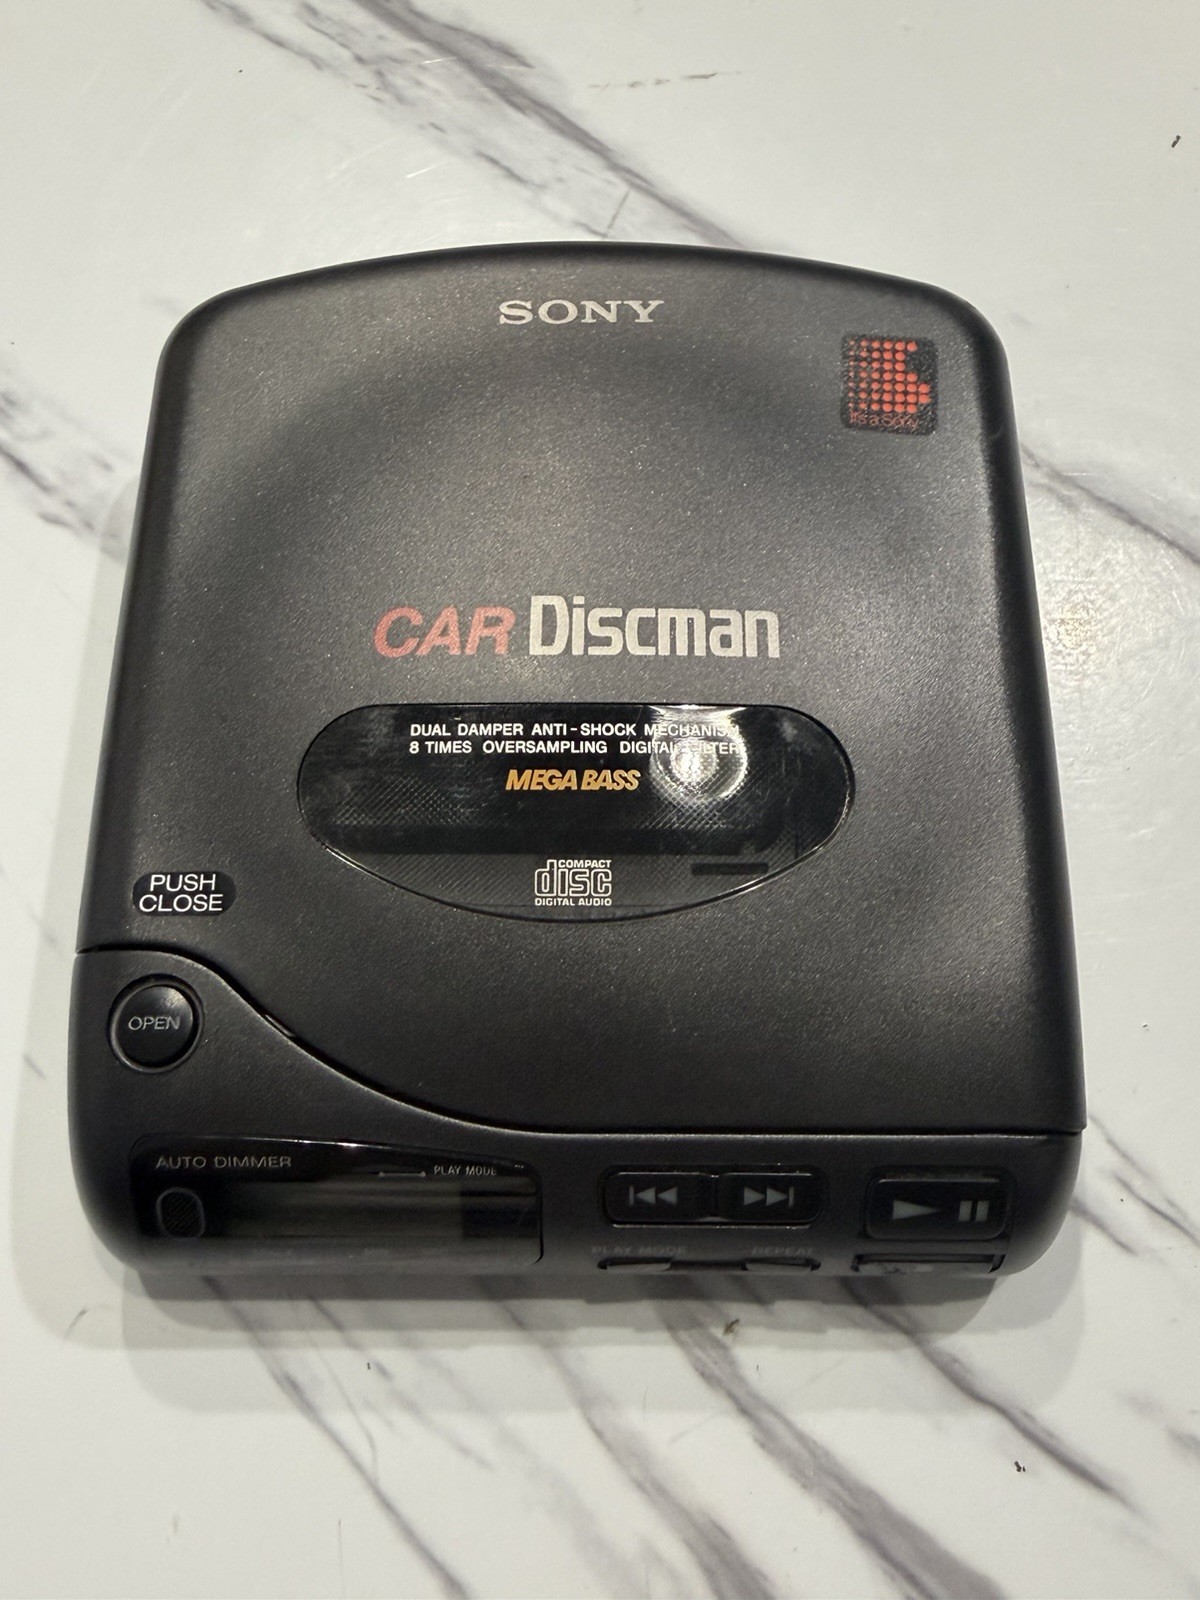 SONY
It's a Sony
CAR Discman
DUAL DAMPER ANTI-SHOCK MECHANISM
8 TIMES OVERSAMPLING DIGITAL FILTER
MEGA BASS
COMPACT
disc
DIGITAL AUDIO
PUSH
CLOSE
OPEN
AUTO DIMMER
PLAY MODE
PLAY MODE REPEAT